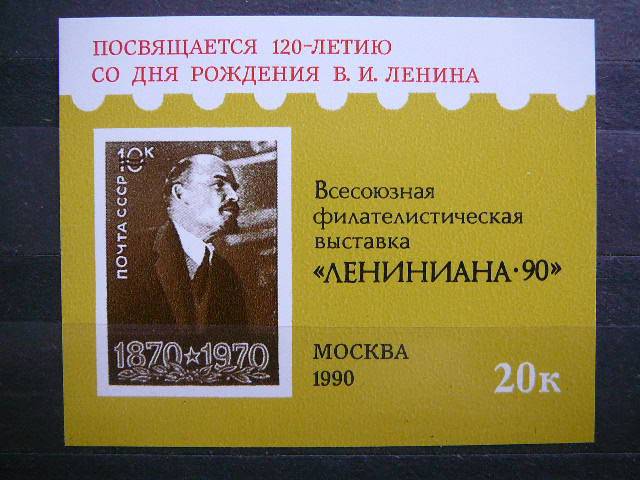 ПОСВЯЩАЕТСЯ 120-ЛЕТИЮ
СО ДНЯ РОЖДЕНИЯ В. И. ЛЕНИНА
10К
ПОЧТА СССР
1870☆1970
Всесоюзная
филателистическая
выставка
«ЛЕНИНИАНА·90»
МОСКВА
1990
20к